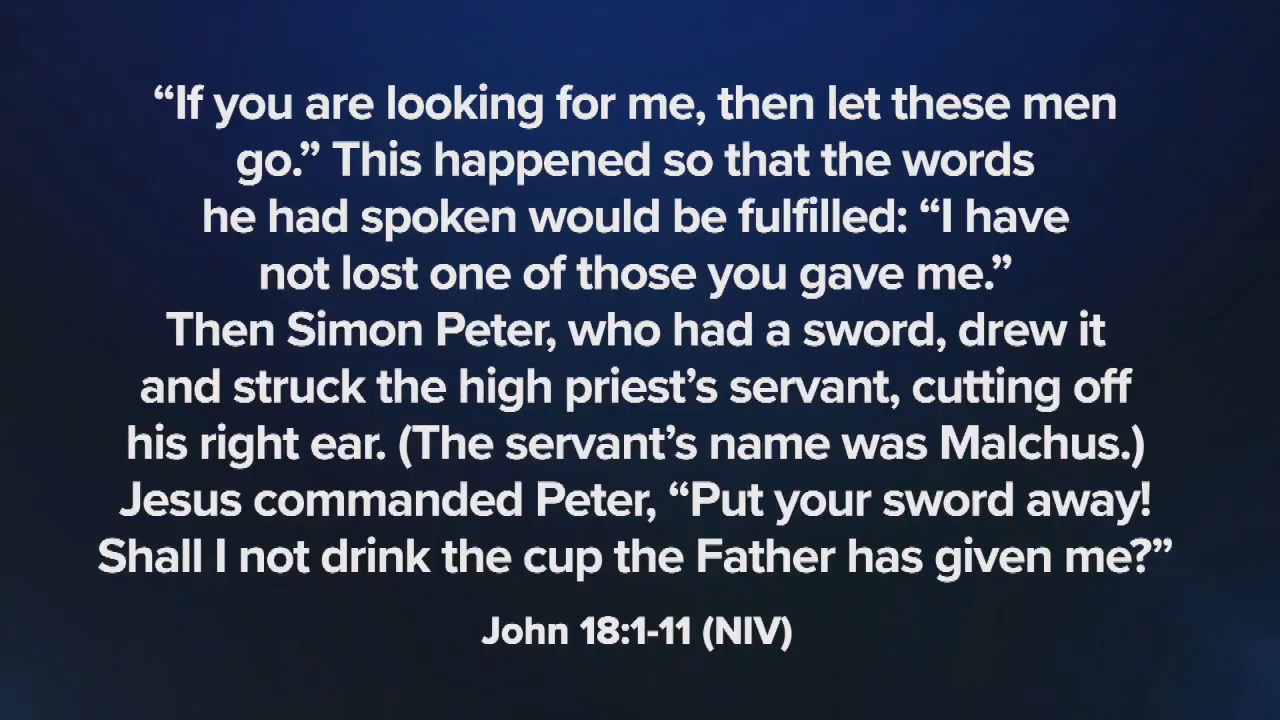 “If you are looking for me, then let these men
go.” This happened so that the words
he had spoken would be fulfilled: “I have
not lost one of those you gave me.”
Then Simon Peter, who had a sword, drew it
and struck the high priest’s servant, cutting off
his right ear. (The servant’s name was Malchus.)
Jesus commanded Peter, “Put your sword away!
Shall I not drink the cup the Father has given me?”
John 18:1-11 (NIV)